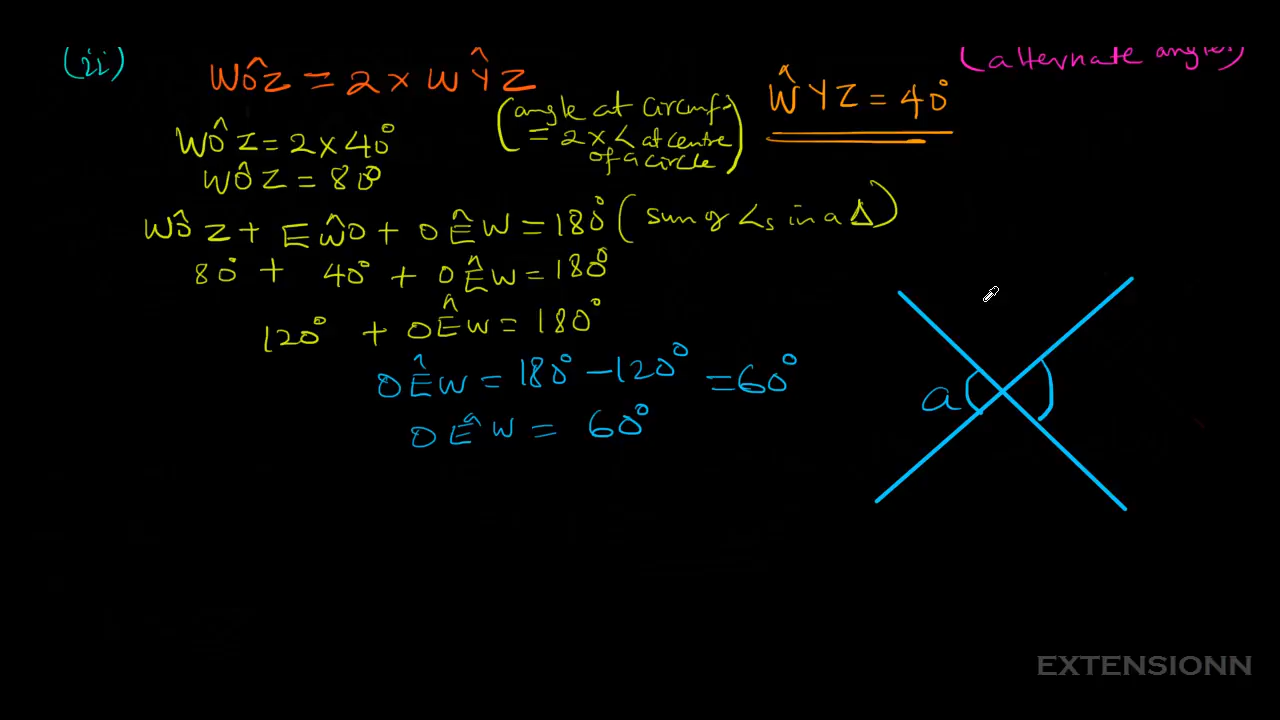 (ii)
WÔZ = 2 x WŶZ
(alternate angles)
ŴYZ = 40°
(angle at circumf.
= 2 x ∠ at centre
of a circle)
WÔZ = 2 x 40°
WÔZ = 80°
WÔZ + EŴO + OÊW = 180° (sum of ∠s in a Δ)
80° + 40° + OÊW = 180°
120° + OÊW = 180°
OÊW = 180° - 120° = 60°
OÊW = 60°
a
EXTENSIONN